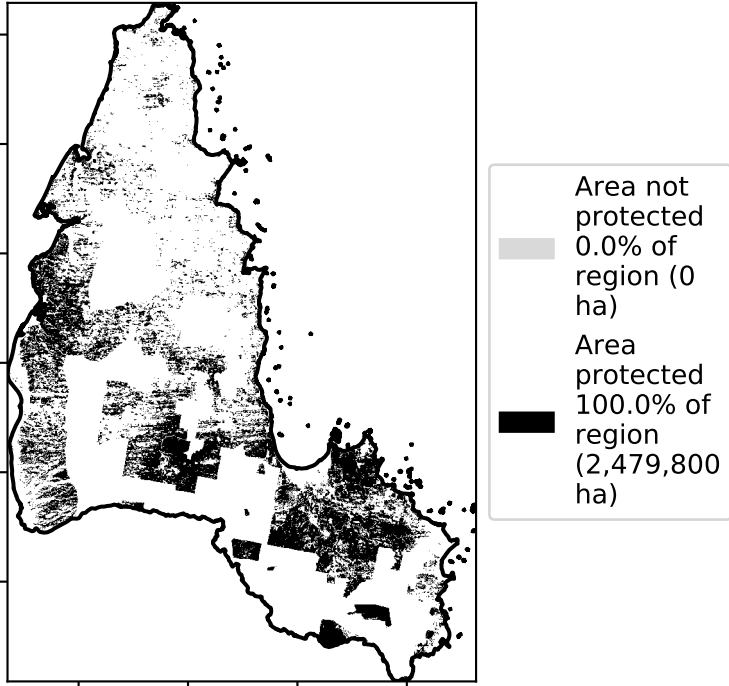 Area not
protected
0.0% of
region (0
ha)
Area
protected
100.0% of
region
(2,479,800
ha)